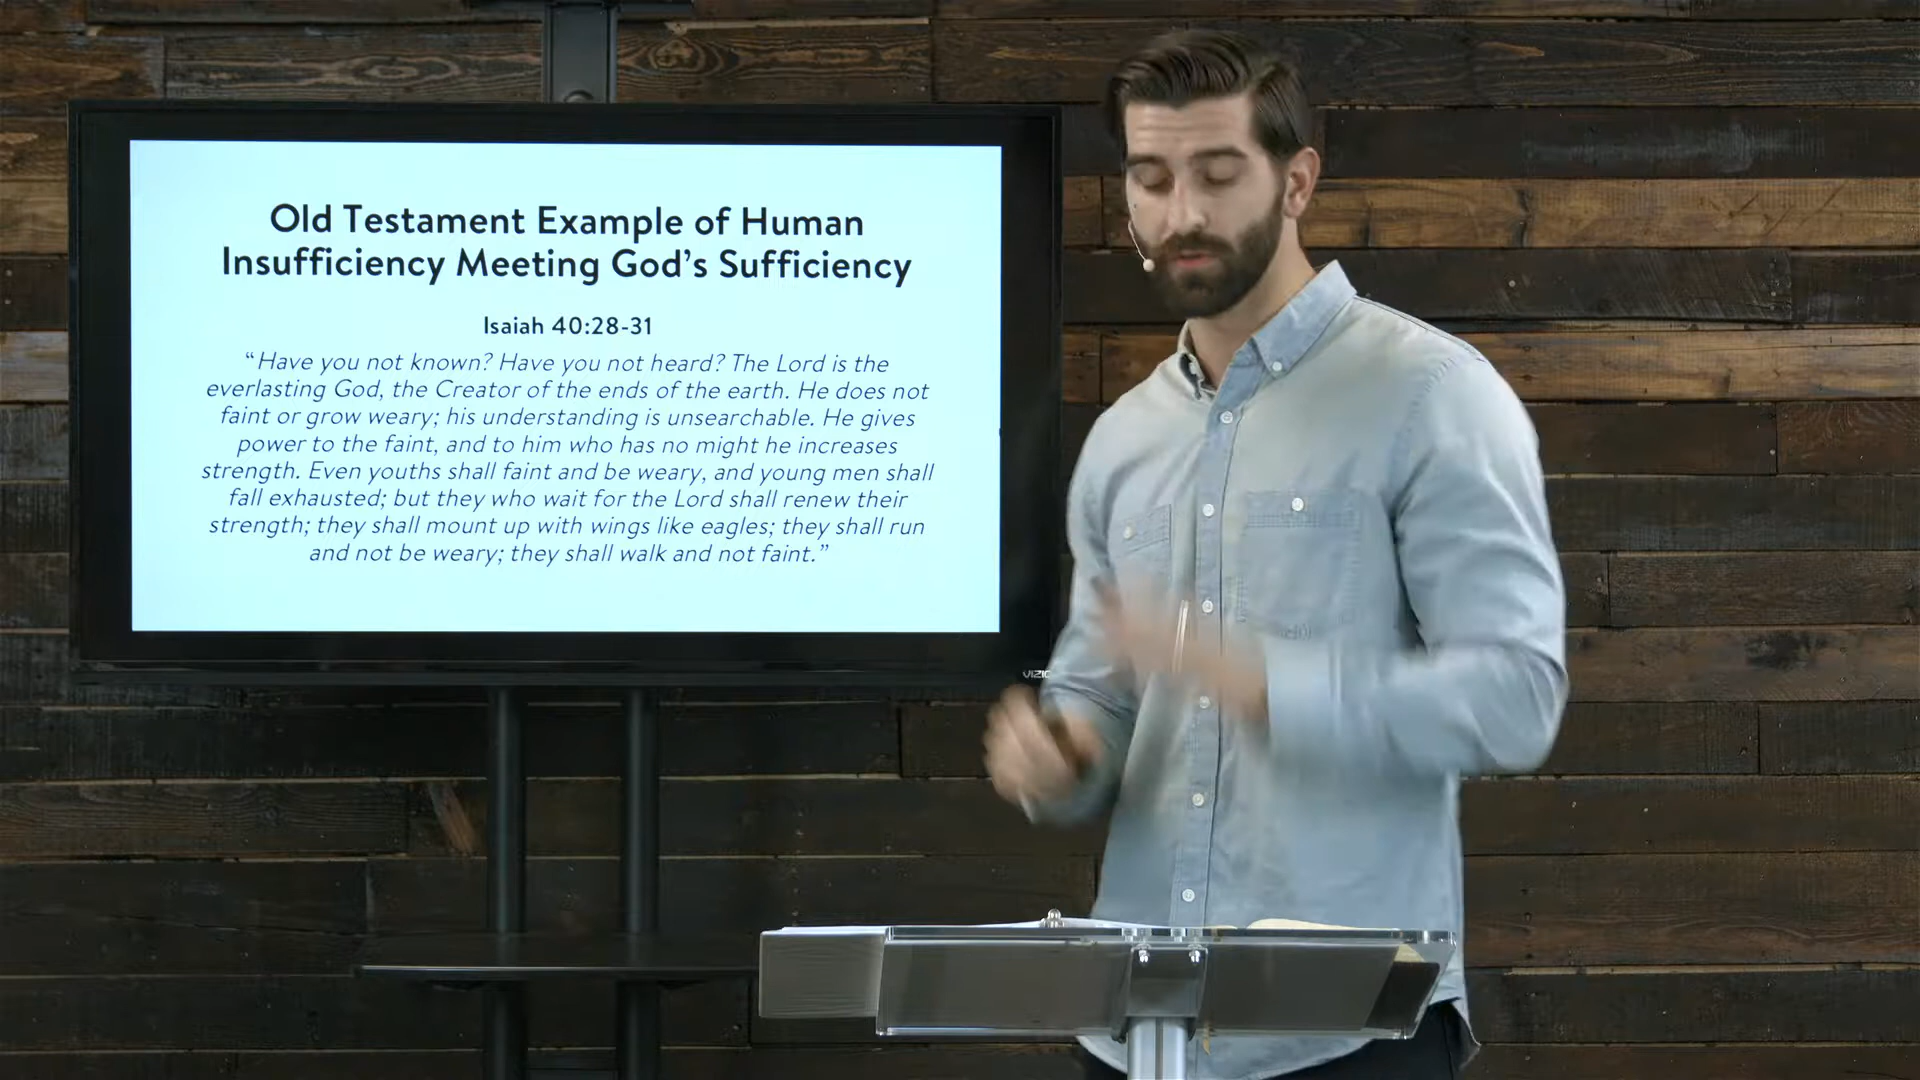 Old Testament Example of Human
Insufficiency Meeting God's Sufficiency
Isaiah 40:28-31
“Have you not known? Have you not heard? The Lord is the
everlasting God, the Creator of the ends of the earth. He does not
faint or grow weary; his understanding is unsearchable. He gives
power to the faint, and to him who has no might he increases
strength. Even youths shall faint and be weary, and young men shall
fall exhausted; but they who wait for the Lord shall renew their
strength; they shall mount up with wings like eagles; they shall run
and not be weary; they shall walk and not faint.”
VIZIO